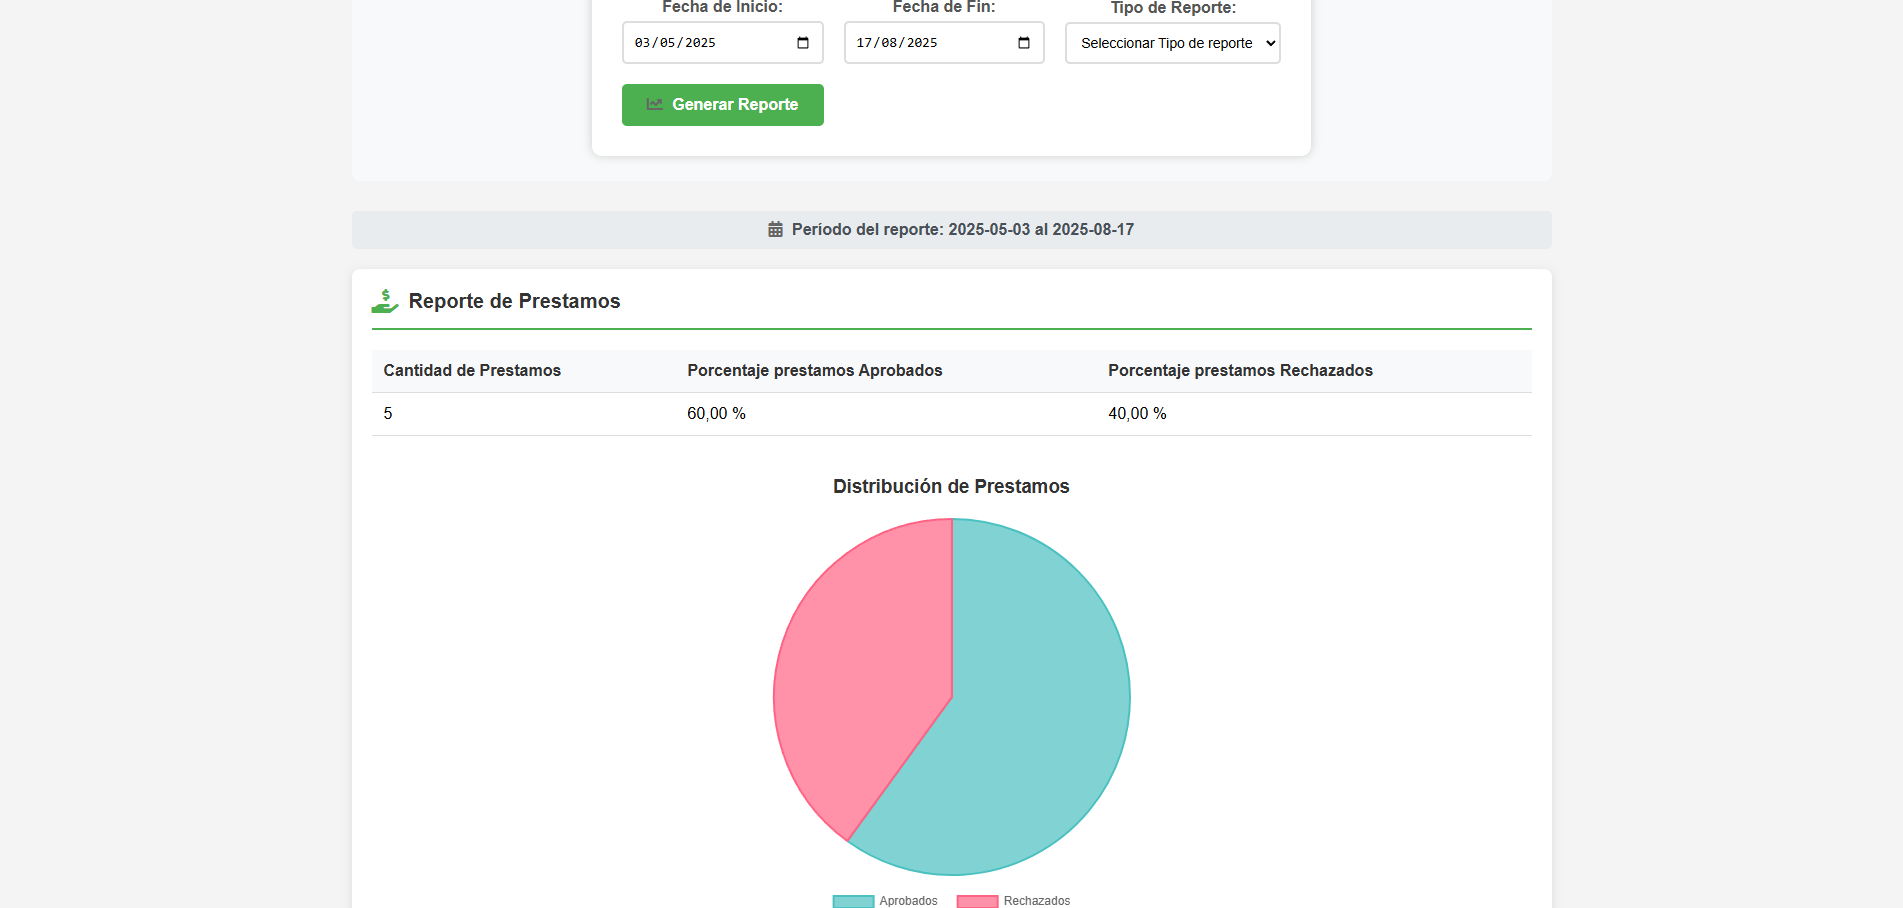 Fecha de Inicio: Fecha de Fin: Tipo de Reporte:
03/05/2025 17/08/2025 Seleccionar Tipo de reporte
Generar Reporte
Período del reporte: 2025-05-03 al 2025-08-17
Reporte de Prestamos
Cantidad de Prestamos Porcentaje prestamos Aprobados Porcentaje prestamos Rechazados
5 60,00 % 40,00 %
Distribución de Prestamos
Aprobados Rechazados